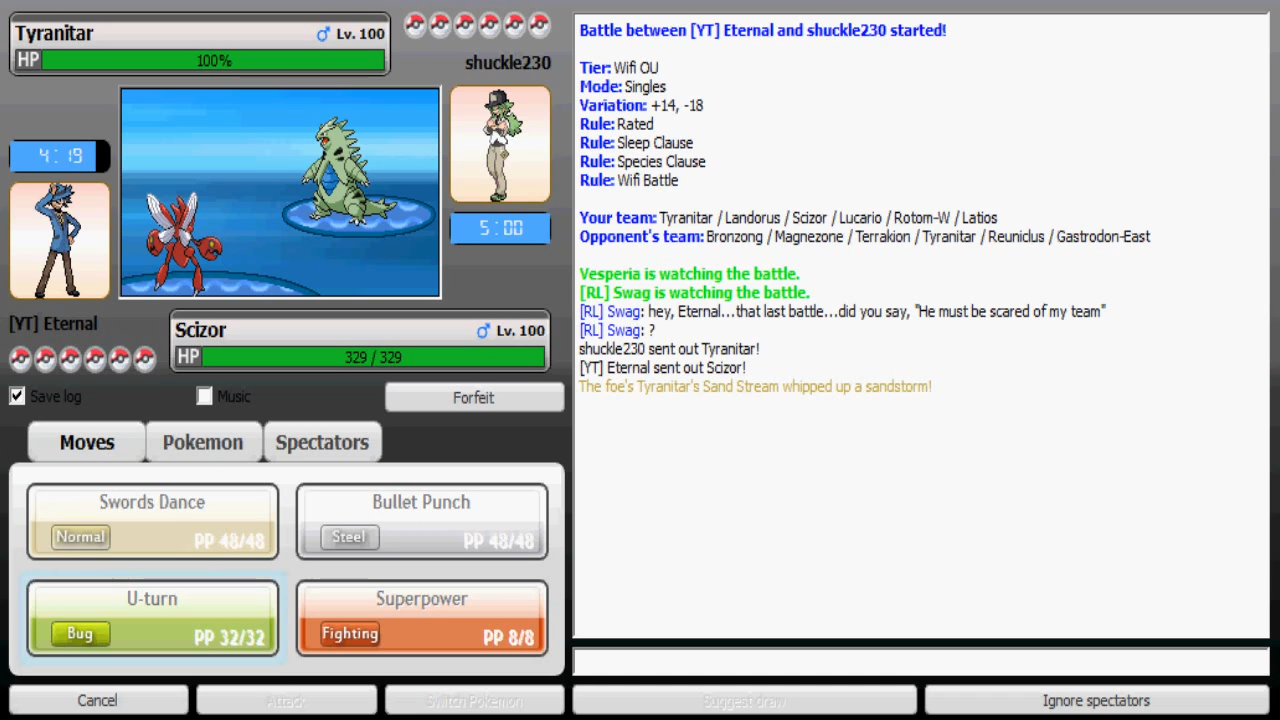 Tyranitar ♂ Lv. 100
HP 100%
shuckle230
4:19
5:00
[YT] Eternal
Scizor ♂ Lv. 100
HP 329 / 329
Save log
Music
Forfeit
Moves Pokemon Spectators
Swords Dance
Normal PP 48/48
Bullet Punch
Steel PP 48/48
U-turn
Bug PP 32/32
Superpower
Fighting PP 8/8
Cancel
Attack
Switch Pokemon
Battle between [YT] Eternal and shuckle230 started!
Tier: Wifi OU
Mode: Singles
Variation: +14, -18
Rule: Rated
Rule: Sleep Clause
Rule: Species Clause
Rule: Wifi Battle
Your team: Tyranitar / Landorus / Scizor / Lucario / Rotom-W / Latios
Opponent's team: Bronzong / Magnezone / Terrakion / Tyranitar / Reuniclus / Gastrodon-East
Vesperia is watching the battle.
[RL] Swag is watching the battle.
[RL] Swag: hey, Eternal...that last battle...did you say, "He must be scared of my team"
[RL] Swag: ?
shuckle230 sent out Tyranitar!
[YT] Eternal sent out Scizor!
The foe's Tyranitar's Sand Stream whipped up a sandstorm!
Suggest draw
Ignore spectators